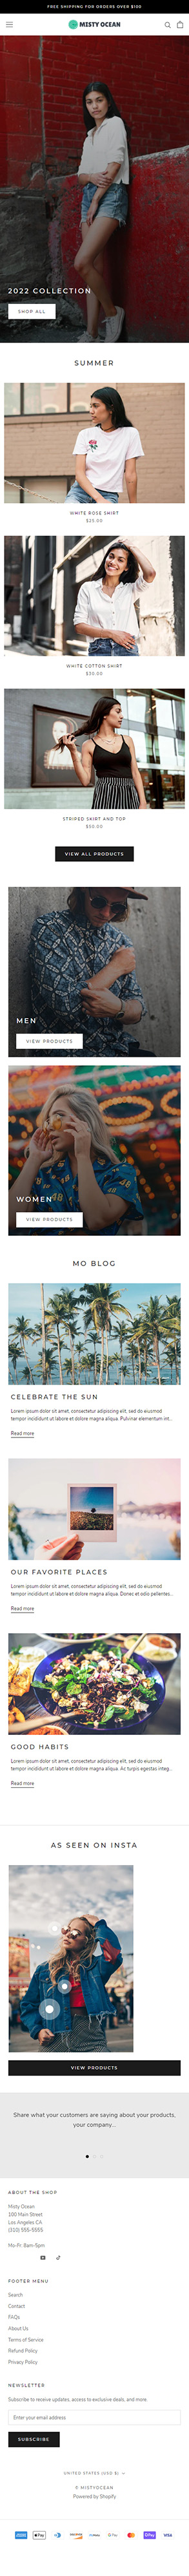 FREE SHIPPING FOR ORDERS OVER $100
MISTY OCEAN
2022 COLLECTION
SHOP ALL
SUMMER
WHITE ROSE SHIRT
$25.00
WHITE COTTON SHIRT
$30.00
STRIPED SKIRT AND TOP
$50.00
VIEW ALL PRODUCTS
MEN
VIEW PRODUCTS
WOMEN
VIEW PRODUCTS
MO BLOG
CELEBRATE THE SUN
Lorem ipsum dolor sit amet, consectetur adipiscing elit, sed do eiusmod
tempor incididunt ut labore et dolore magna aliqua. Pulvinar elementum int...
Read more
OUR FAVORITE PLACES
Lorem ipsum dolor sit amet, consectetur adipiscing elit, sed do eiusmod
tempor incididunt ut labore et dolore magna aliqua. Donec et odio pellentes...
Read more
GOOD HABITS
Lorem ipsum dolor sit amet, consectetur adipiscing elit, sed do eiusmod
tempor incididunt ut labore et dolore magna aliqua. Ac turpis egestas integ...
Read more
AS SEEN ON INSTA
VIEW PRODUCTS
Share what your customers are saying about your products,
your company...
ABOUT THE SHOP
Misty Ocean
100 Main Street
Los Angeles CA
(310) 555-5555
Mo-Fr. 8am-5pm
FOOTER MENU
Search
Contact
FAQs
About Us
Terms of Service
Refund Policy
Privacy Policy
NEWSLETTER
Subscribe to receive updates, access to exclusive deals, and more.
Enter your email address
SUBSCRIBE
UNITED STATES (USD $)
© MISTYOCEAN
Powered by Shopify
VISA